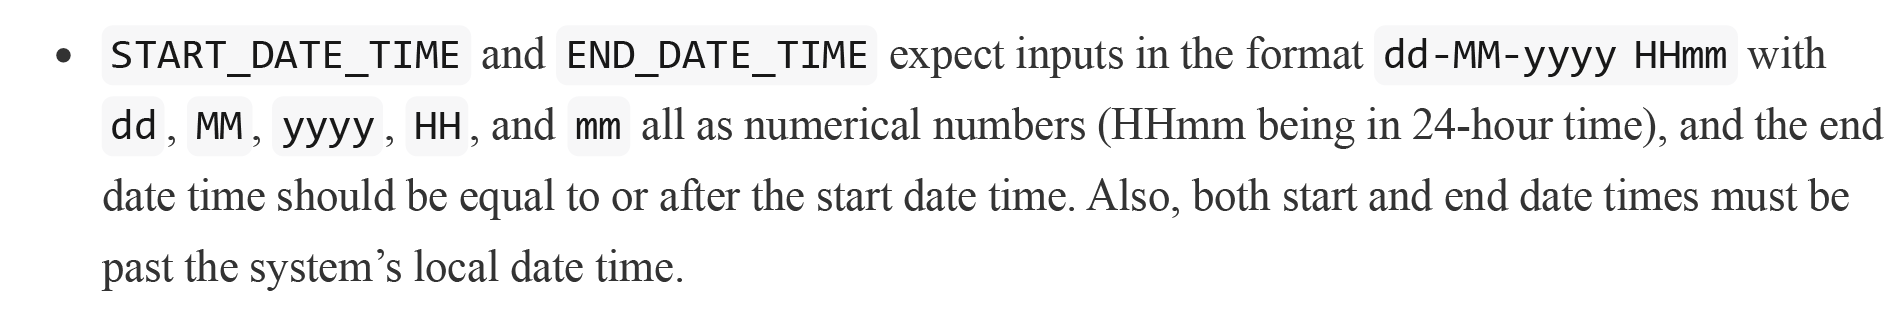 • START_DATE_TIME and END_DATE_TIME expect inputs in the format dd-MM-yyyy HHmm with
dd, MM, yyyy, HH, and mm all as numerical numbers (HHmm being in 24-hour time), and the end
date time should be equal to or after the start date time. Also, both start and end date times must be
past the system’s local date time.